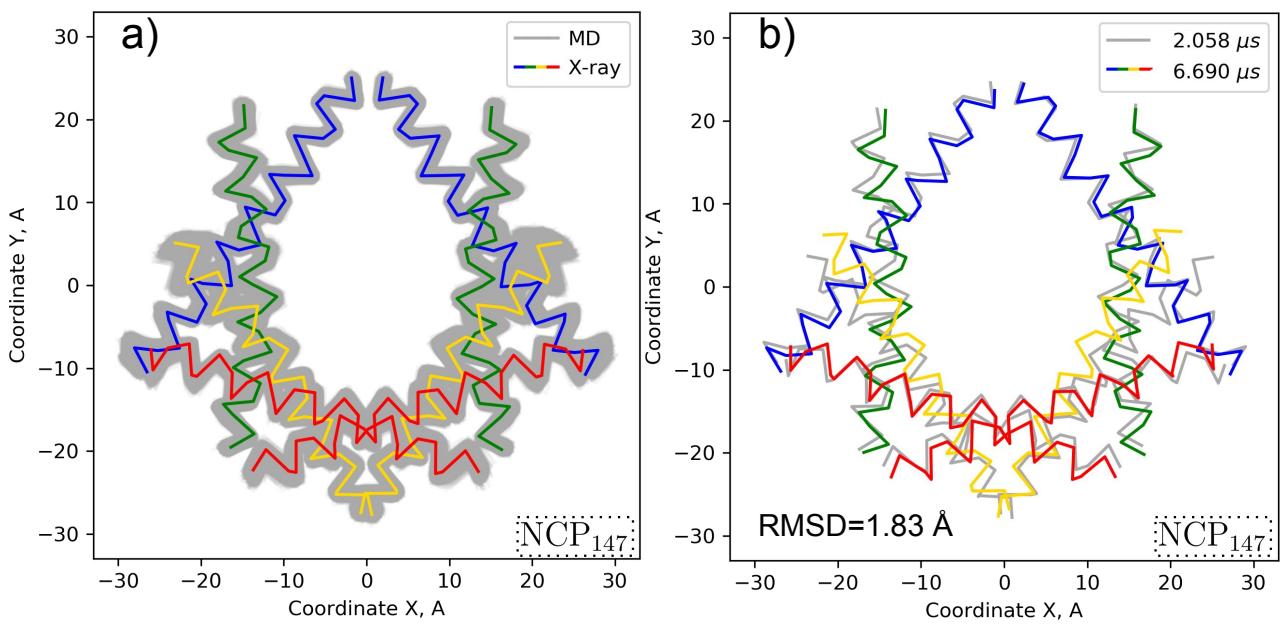 a)
MD
X-ray
30
20
10
0
−10
−20
−30
Coordinate Y, A
−30 −20 −10 0 10 20 30
Coordinate X, A
NCP147
b)
2.058 μs
6.690 μs
30
20
10
0
−10
−20
−30
Coordinate Y, A
RMSD=1.83 Å
NCP147
−30 −20 −10 0 10 20 30
Coordinate X, A